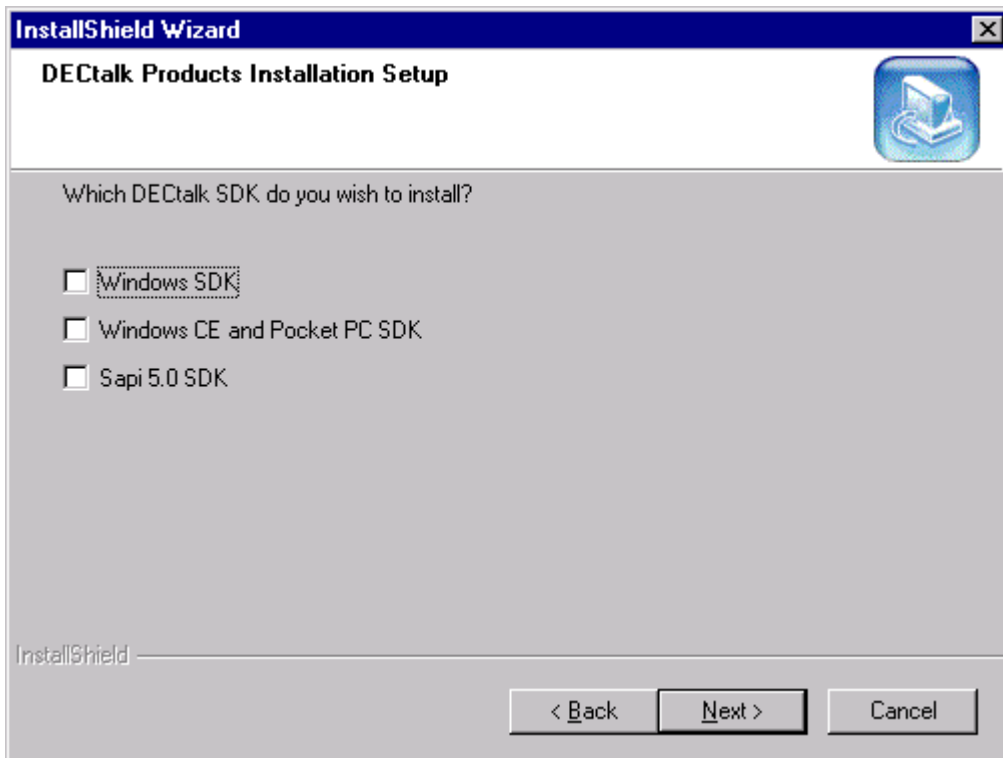 InstallShield Wizard
DECtalk Products Installation Setup
Which DECtalk SDK do you wish to install?
Windows SDK
Windows CE and Pocket PC SDK
Sapi 5.0 SDK
InstallShield
< Back Next > Cancel